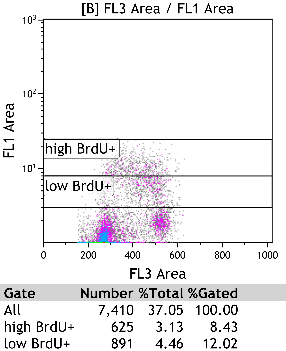 [B] FL3 Area / FL1 Area
10³
10²
10¹
FL1 Area
high BrdU+
low BrdU+
0 200 400 600 800 1000
FL3 Area
Gate Number %Total %Gated
All 7,410 37.05 100.00
high BrdU+ 625 3.13 8.43
low BrdU+ 891 4.46 12.02